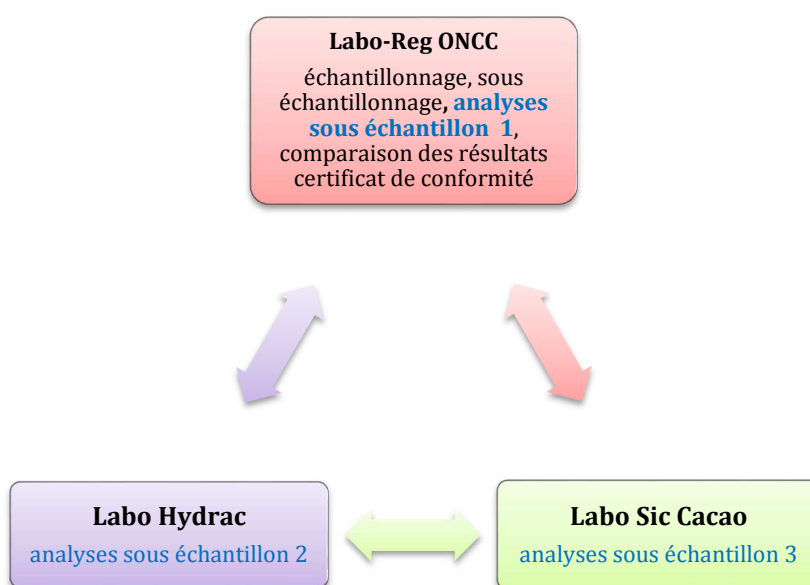 Labo-Reg ONCC
échantillonnage, sous
échantillonnage, analyses
sous échantillon 1,
comparaison des résultats
certificat de conformité
Labo Hydrac
analyses sous échantillon 2
Labo Sic Cacao
analyses sous échantillon 3